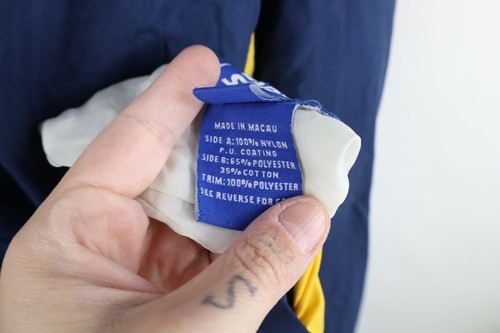 MADE IN MACAU
SIDE A: 100% NYLON
P.U. COATING
SIDE B: 65% POLYESTER
35% COTTON
TRIM: 100% POLYESTER
SEE REVERSE FOR
S